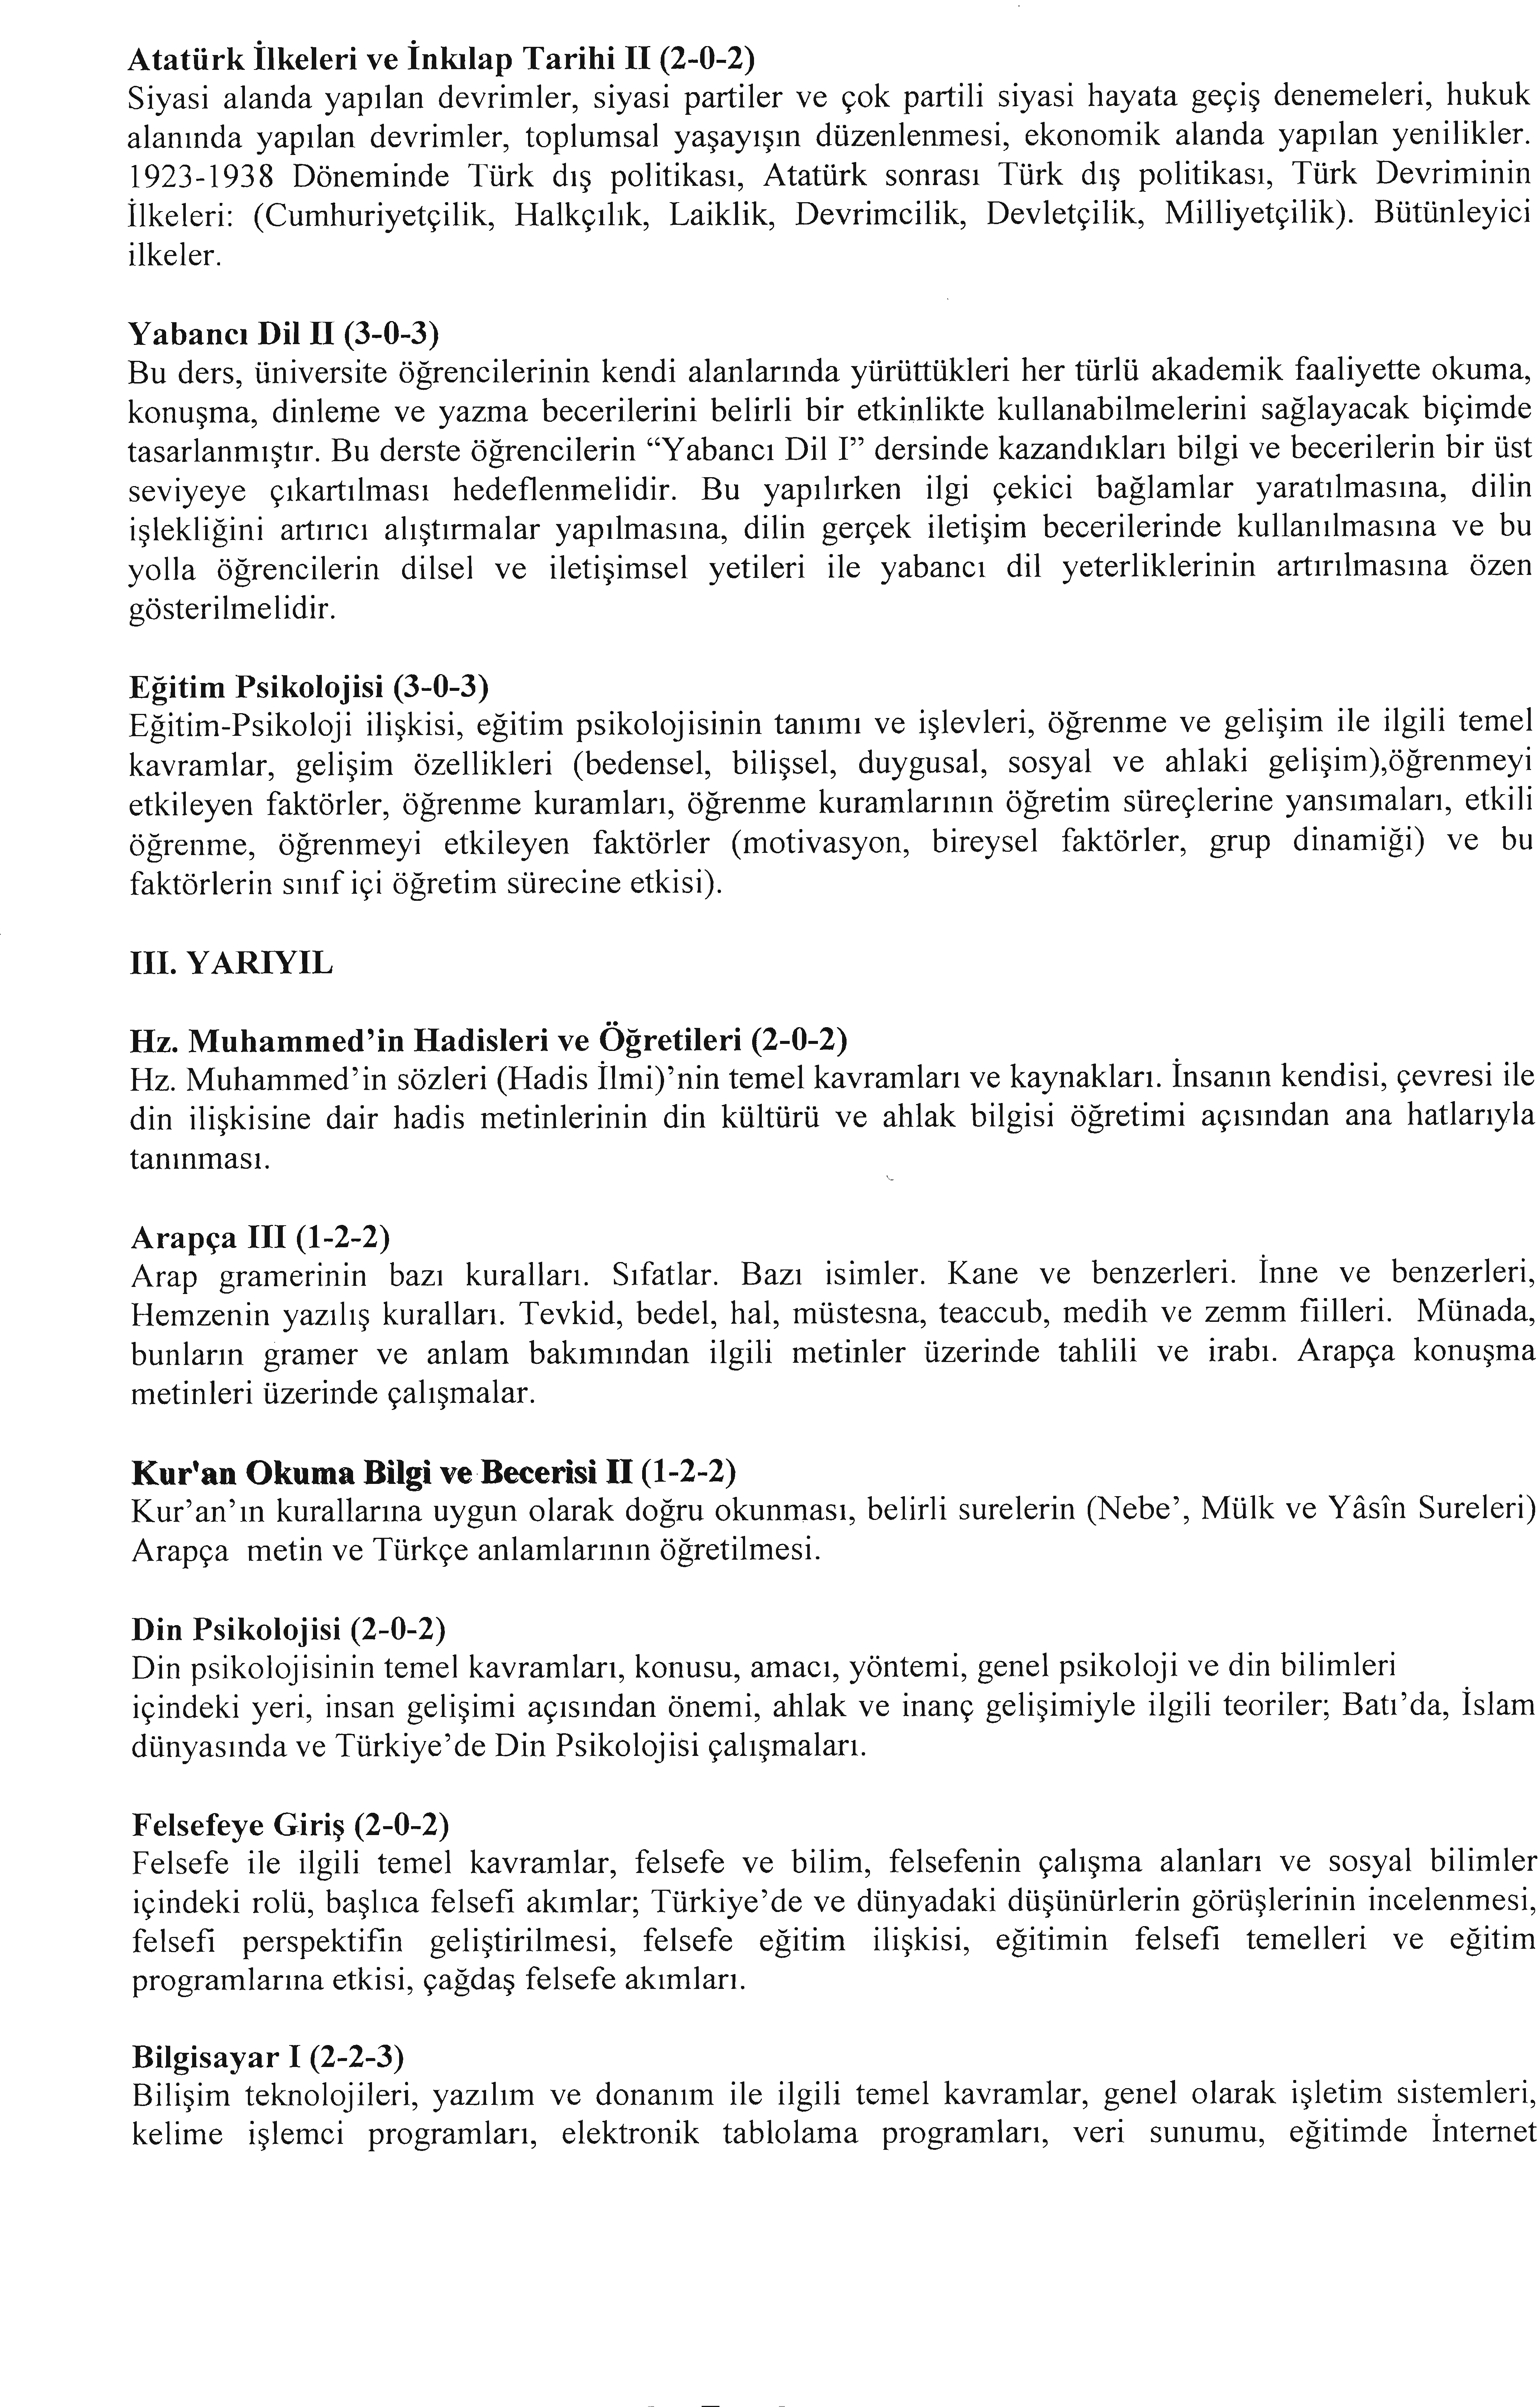 Atatürk İlkeleri ve İnkılap Tarihi II (2-0-2)
Siyasi alanda yapılan devrimler, siyasi partiler ve çok partili siyasi hayata geçiş denemeleri, hukuk
alanında yapılan devrimler, toplumsal yaşayışın düzenlenmesi, ekonomik alanda yapılan yenilikler.
1923-1938 Döneminde Türk dış politikası, Atatürk sonrası Türk dış politikası, Türk Devriminin
İlkeleri: (Cumhuriyetçilik, Halkçılık, Laiklik, Devrimcilik, Devletçilik, Milliyetçilik). Bütünleyici
ilkeler.
Yabancı Dil II (3-0-3)
Bu ders, üniversite öğrencilerinin kendi alanlarında yürüttükleri her türlü akademik faaliyette okuma,
konuşma, dinleme ve yazma becerilerini belirli bir etkinlikte kullanabilmelerini sağlayacak biçimde
tasarlanmıştır. Bu derste öğrencilerin “Yabancı Dil I” dersinde kazandıkları bilgi ve becerilerin bir üst
seviyeye çıkartılması hedeflenmelidir. Bu yapılırken ilgi çekici bağlamlar yaratılmasına, dilin
işlekliğini artırıcı alıştırmalar yapılmasına, dilin gerçek iletişim becerilerinde kullanılmasına ve bu
yolla öğrencilerin dilsel ve iletişimsel yetileri ile yabancı dil yeterliklerinin artırılmasına özen
gösterilmelidir.
Eğitim Psikolojisi (3-0-3)
Eğitim-Psikoloji ilişkisi, eğitim psikolojisinin tanımı ve işlevleri, öğrenme ve gelişim ile ilgili temel
kavramlar, gelişim özellikleri (bedensel, bilişsel, duygusal, sosyal ve ahlaki gelişim),öğrenmeyi
etkileyen faktörler, öğrenme kuramları, öğrenme kuramlarının öğretim süreçlerine yansımaları, etkili
öğrenme, öğrenmeyi etkileyen faktörler (motivasyon, bireysel faktörler, grup dinamiği) ve bu
faktörlerin sınıf içi öğretim sürecine etkisi).
III. YARIYIL
Hz. Muhammed’in Hadisleri ve Öğretileri (2-0-2)
Hz. Muhammed’in sözleri (Hadis İlmi)’nin temel kavramları ve kaynakları. İnsanın kendisi, çevresi ile
din ilişkisine dair hadis metinlerinin din kültürü ve ahlak bilgisi öğretimi açısından ana hatlarıyla
tanınması.
Arapça III (1-2-2)
Arap gramerinin bazı kuralları. Sıfatlar. Bazı isimler. Kane ve benzerleri. İnne ve benzerleri,
Hemzenin yazılış kuralları. Tevkid, bedel, hal, müstesna, teaccub, medih ve zemm fiilleri. Münada,
bunların gramer ve anlam bakımından ilgili metinler üzerinde tahlili ve irabı. Arapça konuşma
metinleri üzerinde çalışmalar.
Kur'an Okuma Bilgi ve Becerisi II (1-2-2)
Kur’an’ın kurallarına uygun olarak doğru okunması, belirli surelerin (Nebe’, Mülk ve Yâsîn Sureleri)
Arapça metin ve Türkçe anlamlarının öğretilmesi.
Din Psikolojisi (2-0-2)
Din psikolojisinin temel kavramları, konusu, amacı, yöntemi, genel psikoloji ve din bilimleri
içindeki yeri, insan gelişimi açısından önemi, ahlak ve inanç gelişimiyle ilgili teoriler; Batı’da, İslam
dünyasında ve Türkiye’de Din Psikolojisi çalışmaları.
Felsefeye Giriş (2-0-2)
Felsefe ile ilgili temel kavramlar, felsefe ve bilim, felsefenin çalışma alanları ve sosyal bilimler
içindeki rolü, başlıca felsefi akımlar; Türkiye’de ve dünyadaki düşünürlerin görüşlerinin incelenmesi,
felsefi perspektifin geliştirilmesi, felsefe eğitim ilişkisi, eğitimin felsefi temelleri ve eğitim
programlarına etkisi, çağdaş felsefe akımları.
Bilgisayar I (2-2-3)
Bilişim teknolojileri, yazılım ve donanım ile ilgili temel kavramlar, genel olarak işletim sistemleri,
kelime işlemci programları, elektronik tablolama programları, veri sunumu, eğitimde İnternet